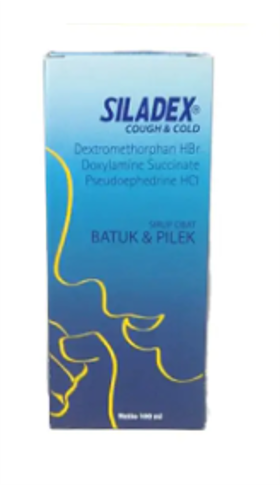 SILADEX®
COUGH & COLD
Dextromethorphan HBr
Doxylamine Succinate
Pseudoephedrine HCl
SIRUP OBAT
BATUK & PILEK
Netto 100 ml